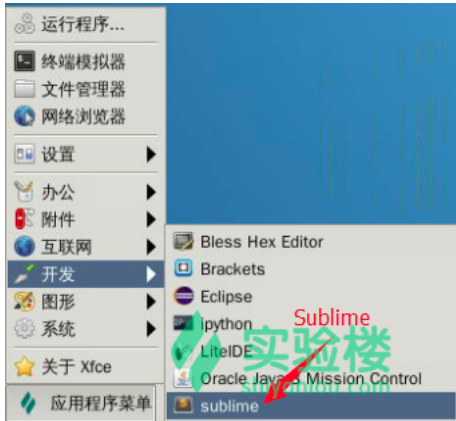 运行程序...
终端模拟器
文件管理器
网络浏览器
设置
办公
附件
互联网
开发
图形
系统
关于 Xfce
应用程序菜单
Bless Hex Editor
Brackets
Eclipse
ipython
LiteIDE
Oracle Java 8 Mission Control
sublime
Sublime
实验楼
shiyanlou.com